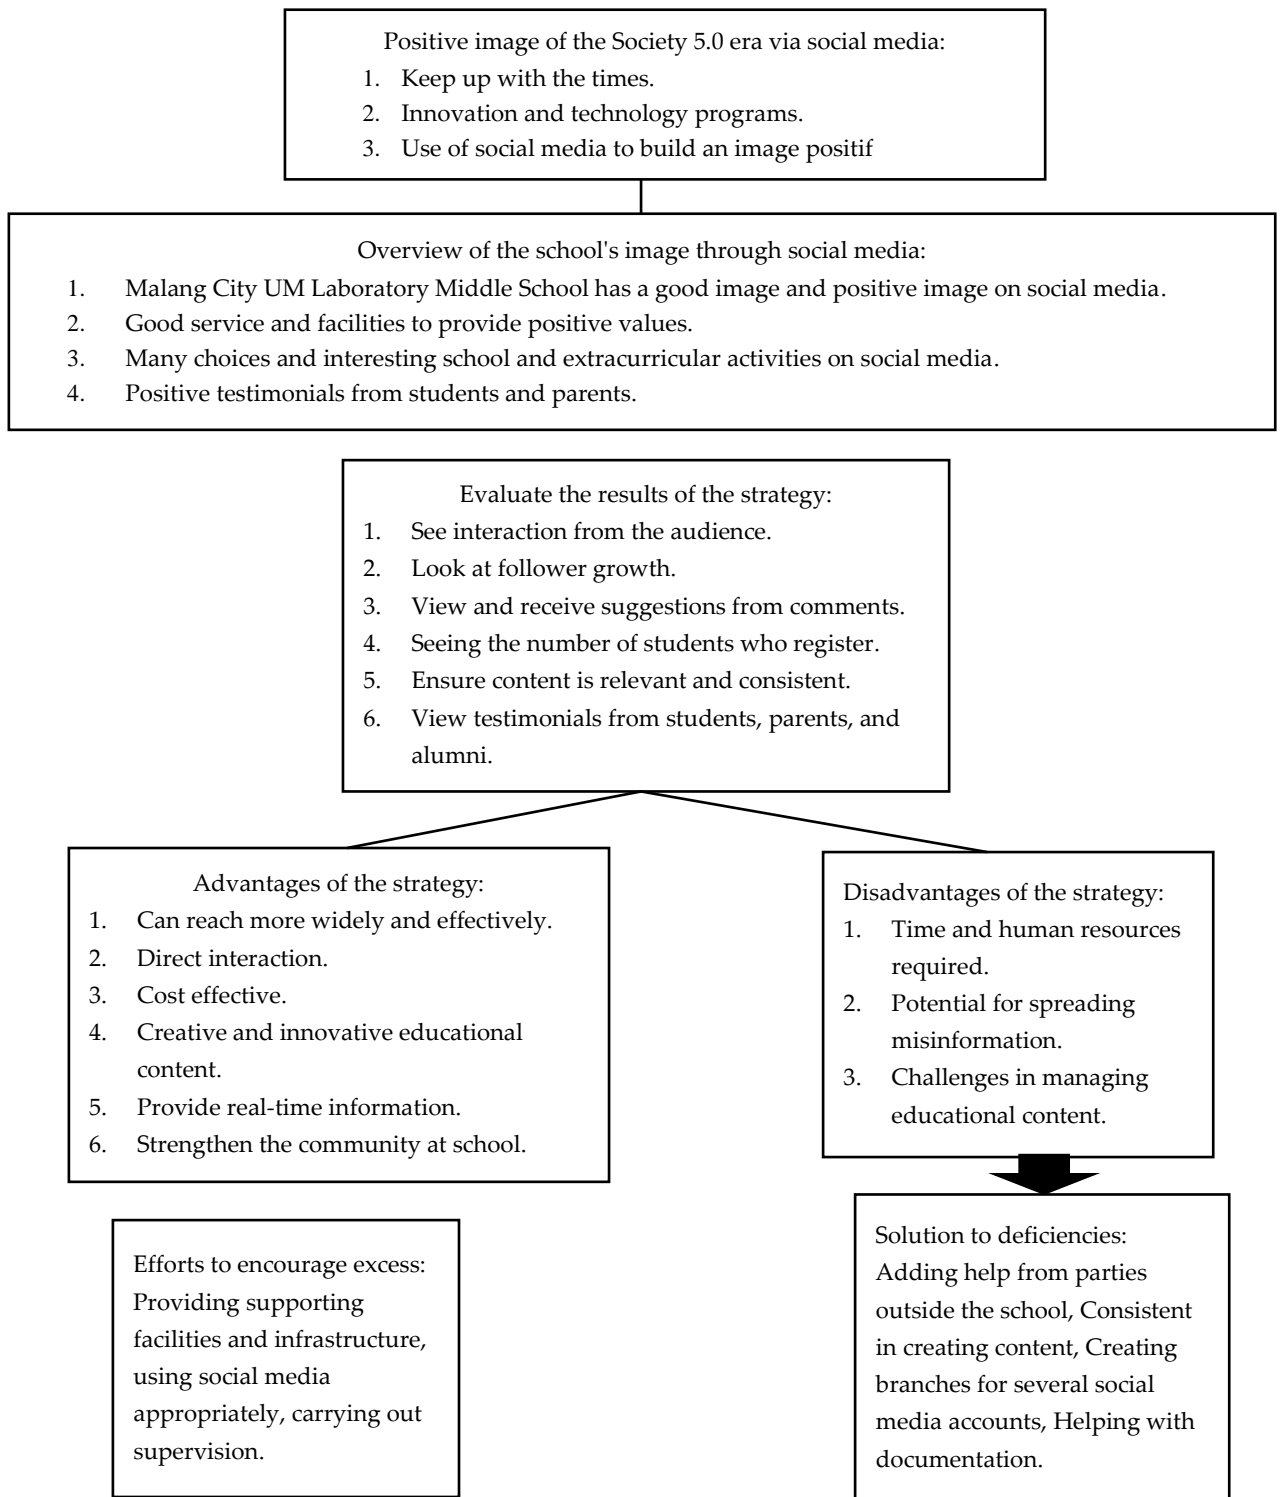 Positive image of the Society 5.0 era via social media:
1. Keep up with the times.
2. Innovation and technology programs.
3. Use of social media to build an image positif
Overview of the school's image through social media:
1. Malang City UM Laboratory Middle School has a good image and positive image on social media.
2. Good service and facilities to provide positive values.
3. Many choices and interesting school and extracurricular activities on social media.
4. Positive testimonials from students and parents.
Evaluate the results of the strategy:
1. See interaction from the audience.
2. Look at follower growth.
3. View and receive suggestions from comments.
4. Seeing the number of students who register.
5. Ensure content is relevant and consistent.
6. View testimonials from students, parents, and
alumni.
Advantages of the strategy:
1. Can reach more widely and effectively.
2. Direct interaction.
3. Cost effective.
4. Creative and innovative educational
content.
5. Provide real-time information.
6. Strengthen the community at school.
Disadvantages of the strategy:
1. Time and human resources
required.
2. Potential for spreading
misinformation.
3. Challenges in managing
educational content.
Efforts to encourage excess:
Providing supporting
facilities and infrastructure,
using social media
appropriately, carrying out
supervision.
Solution to deficiencies:
Adding help from parties
outside the school, Consistent
in creating content, Creating
branches for several social
media accounts, Helping with
documentation.